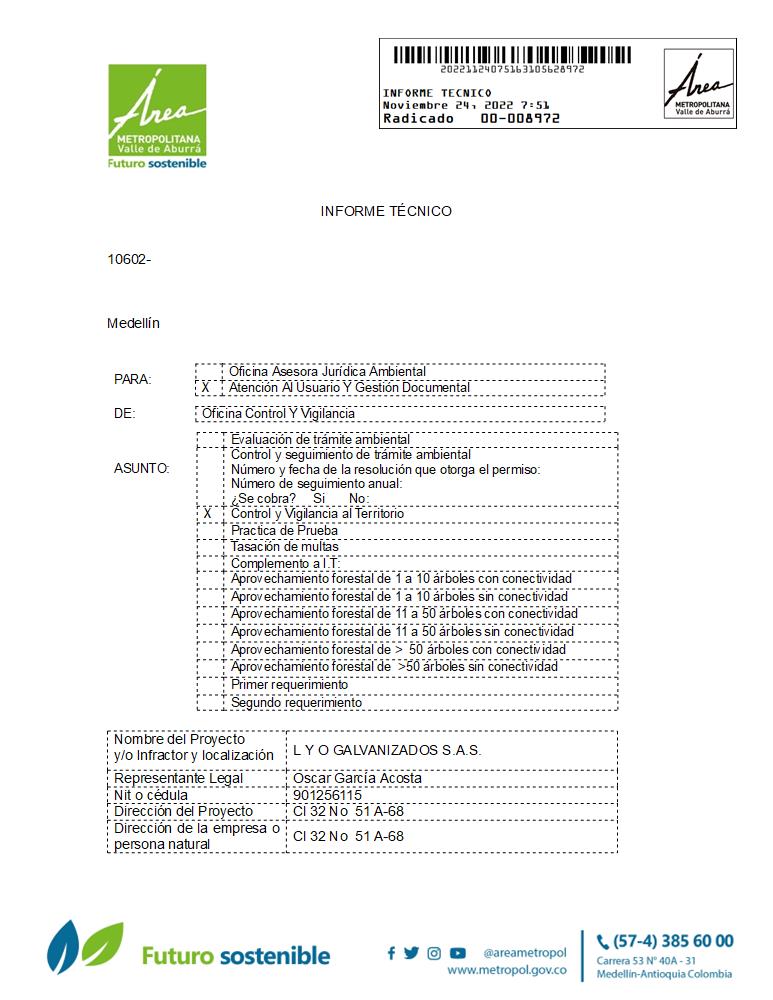 20221124075163105628972
INFORME TECNICO
Noviembre 24, 2022 7:51
Radicado 00-008972
Área
METROPOLITANA
Valle de Aburrá
Área
METROPOLITANA
Valle de Aburrá
Futuro sostenible
INFORME TÉCNICO
10602-
Medellín
PARA:
Oficina Asesora Jurídica Ambiental
X Atención Al Usuario Y Gestión Documental
DE: Oficina Control Y Vigilancia
ASUNTO:
Evaluación de trámite ambiental
Control y seguimiento de trámite ambiental
Número y fecha de la resolución que otorga el permiso:
Número de seguimiento anual:
¿Se cobra? Si No:
X Control y Vigilancia al Territorio
Practica de Prueba
Tasación de multas
Complemento a I.T:
Aprovechamiento forestal de 1 a 10 árboles con conectividad
Aprovechamiento forestal de 1 a 10 árboles sin conectividad
Aprovechamiento forestal de 11 a 50 árboles con conectividad
Aprovechamiento forestal de 11 a 50 árboles sin conectividad
Aprovechamiento forestal de > 50 árboles con conectividad
Aprovechamiento forestal de >50 árboles sin conectividad
Primer requerimiento
Segundo requerimiento
Nombre del Proyecto
y/o Infractor y localización
L Y O GALVANIZADOS S.A.S.
Representante Legal Oscar García Acosta
Nit o cédula 901256115
Dirección del Proyecto Cl 32 No 51 A-68
Dirección de la empresa o
persona natural
Cl 32 No 51 A-68
Futuro sostenible
@areametropol
www.metropol.gov.co
(57-4) 385 60 00
Carrera 53 N° 40A - 31
Medellín-Antioquia Colombia